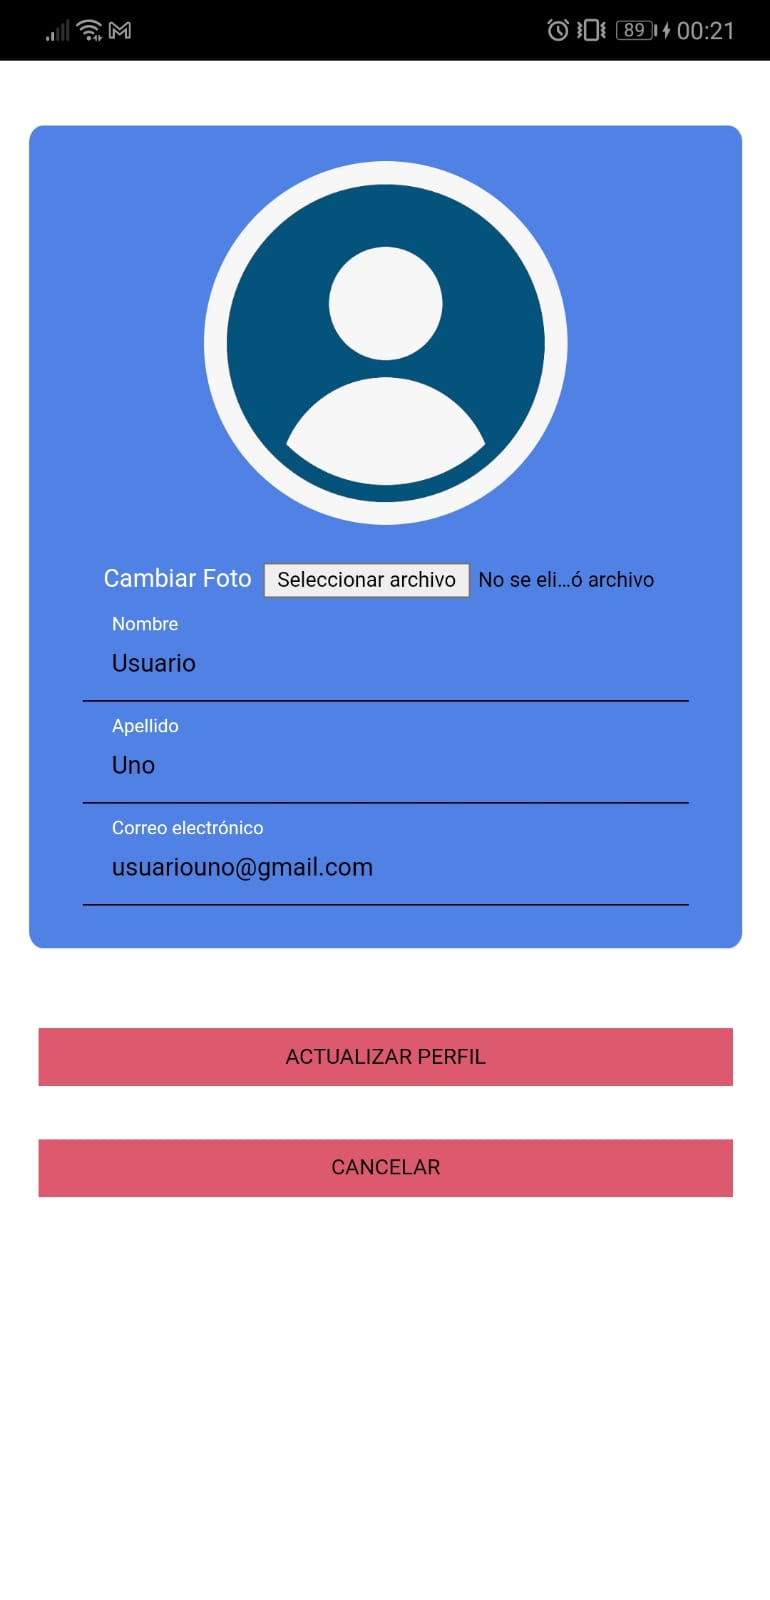 89 00:21
Cambiar Foto Seleccionar archivo No se eli...ó archivo
Nombre
Usuario
Apellido
Uno
Correo electrónico
usuariouno@gmail.com
ACTUALIZAR PERFIL
CANCELAR